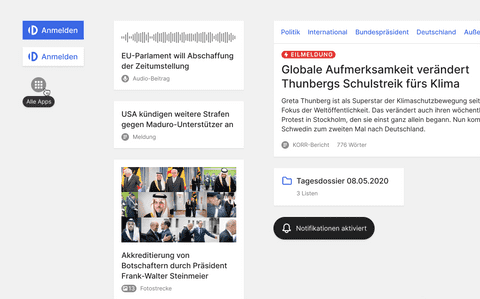 Anmelden
Anmelden
Alle Apps
EU-Parlament will Abschaffung
der Zeitumstellung
Audio-Beitrag
USA kündigen weitere Strafen
gegen Maduro-Unterstützer an
Meldung
Akkreditierung von
Botschaftern durch Präsident
Frank-Walter Steinmeier
13 Fotostrecke
Politik International Bundespräsident Deutschland Auße
EILMELDUNG
Globale Aufmerksamkeit verändert
Thunbergs Schulstreik fürs Klima
Greta Thunberg ist als Superstar der Klimaschutzbewegung seit
Fokus der Weltöffentlichkeit. Das verändert auch ihren wöchent
Protest in Stockholm, den sie einst ganz allein begann. Nun kom
Schwedin zum zweiten Mal nach Deutschland.
KORR-Bericht 776 Wörter
Tagesdossier 08.05.2020
3 Listen
Notifikationen aktiviert